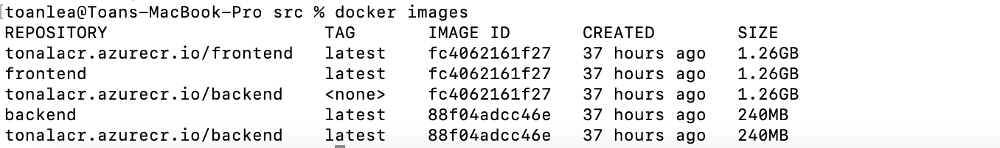 [toanlea@Toans-MacBook-Pro src % docker images
REPOSITORY TAG IMAGE ID CREATED SIZE
tonalacr.azurecr.io/frontend latest fc4062161f27 37 hours ago 1.26GB
frontend latest fc4062161f27 37 hours ago 1.26GB
tonalacr.azurecr.io/backend <none> fc4062161f27 37 hours ago 1.26GB
backend latest 88f04adcc46e 37 hours ago 240MB
tonalacr.azurecr.io/backend latest 88f04adcc46e 37 hours ago 240MB